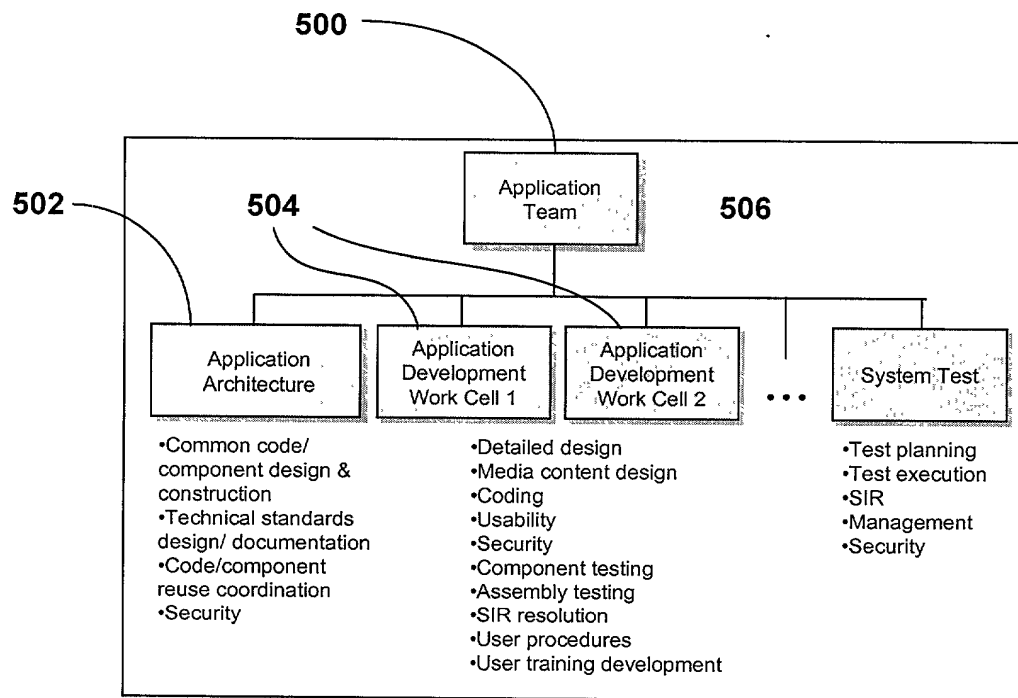 500
Application
Team
502
504
506
Application
Architecture
Application
Development
Work Cell 1
Application
Development
Work Cell 2
...
System Test
•Common code/
component design &
construction
•Technical standards
design/ documentation
•Code/component
reuse coordination
•Security
•Detailed design
•Media content design
•Coding
•Usability
•Security
•Component testing
•Assembly testing
•SIR resolution
•User procedures
•User training development
•Test planning
•Test execution
•SIR
•Management
•Security